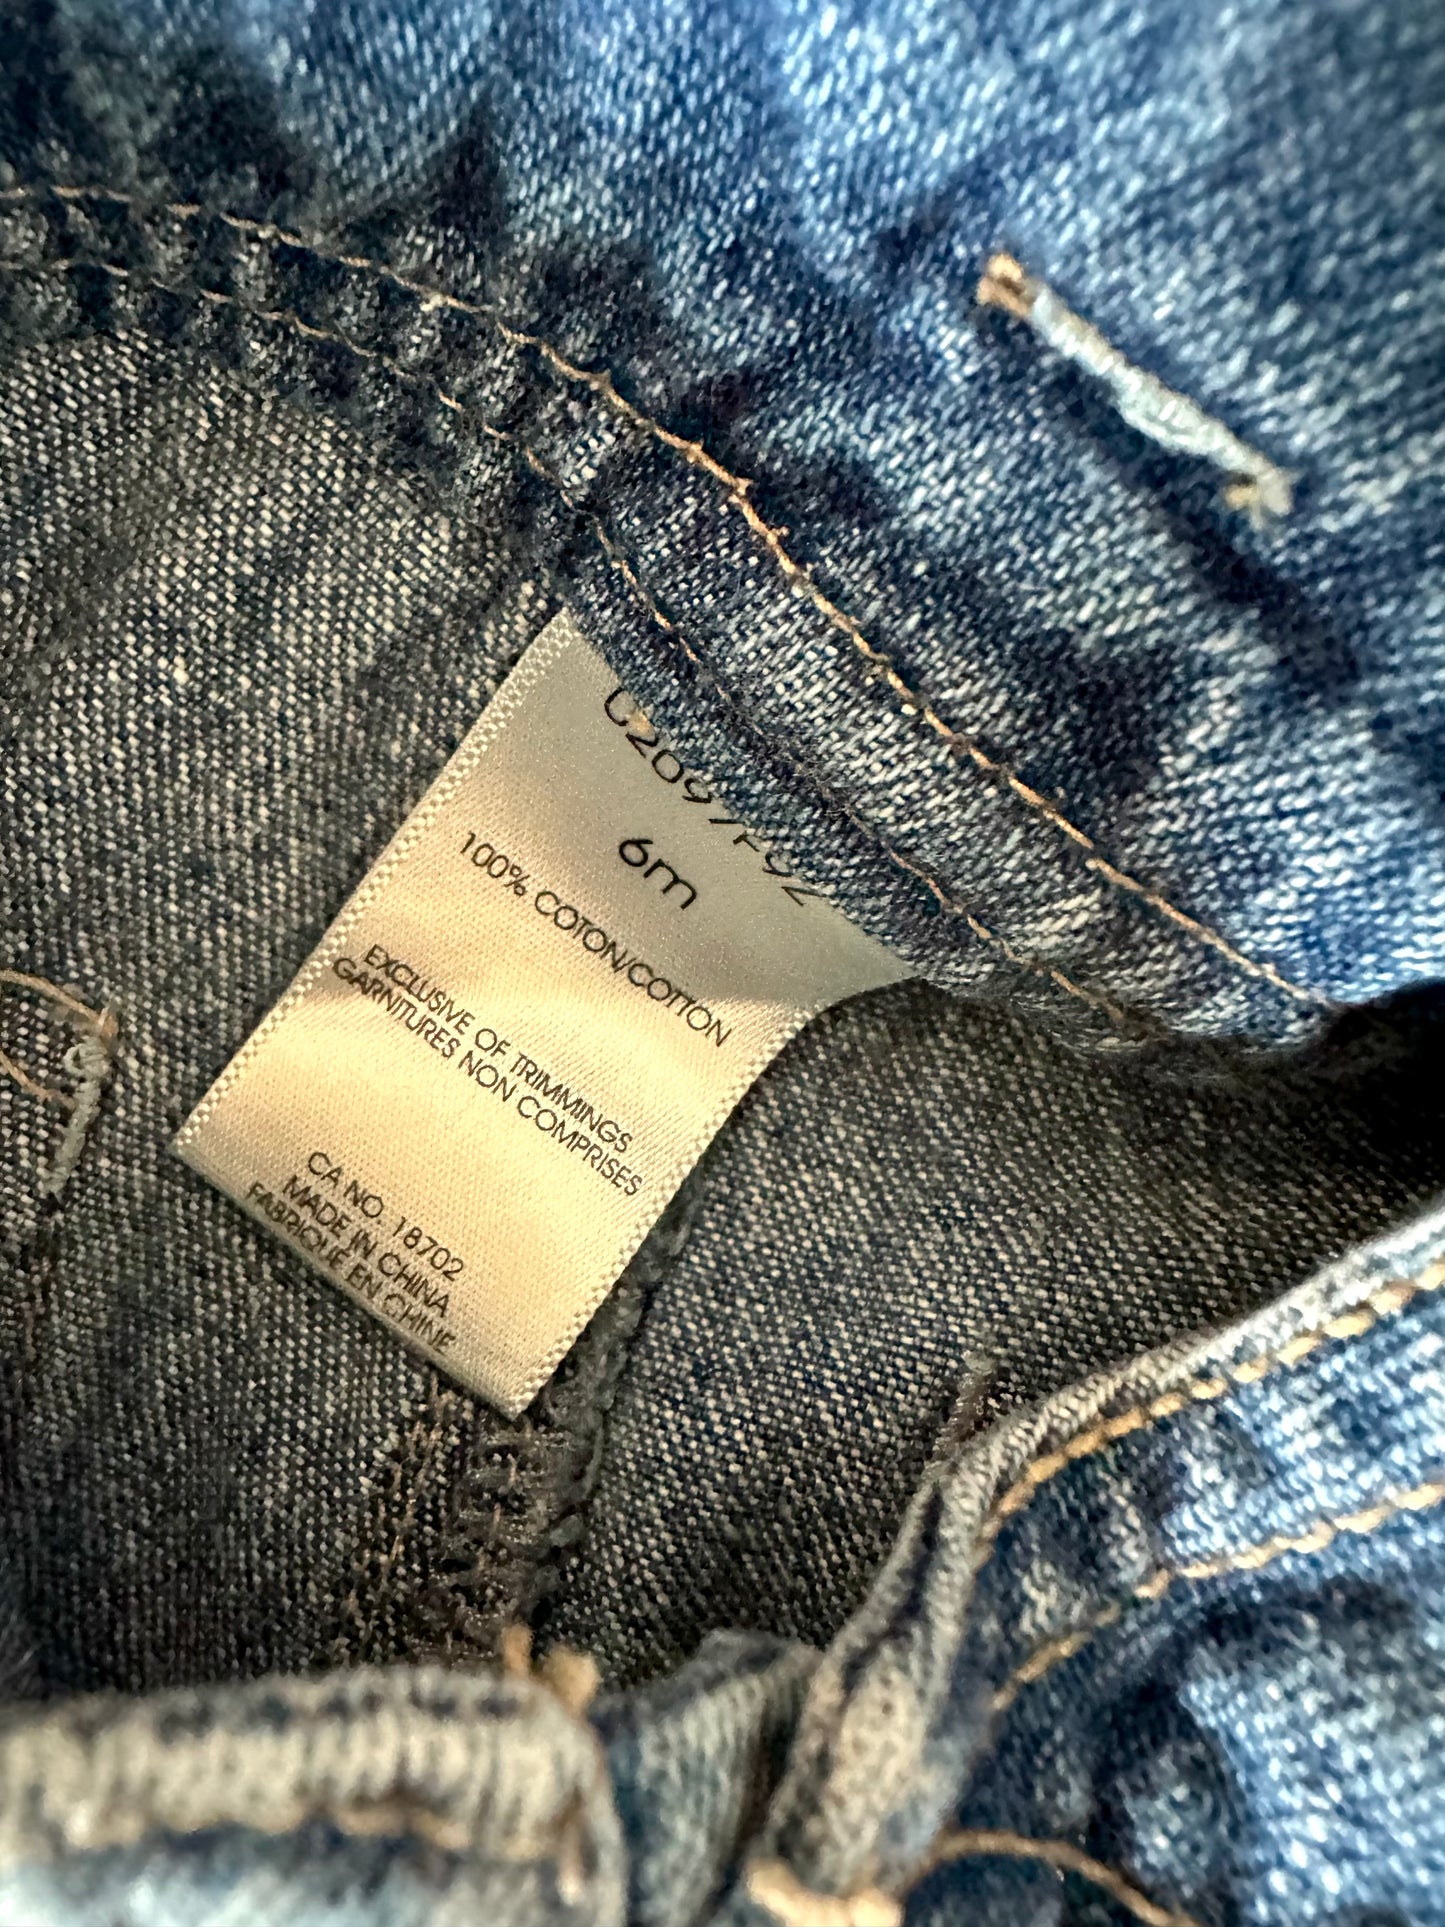 6m
100% COTON/COTTON
EXCLUSIVE OF TRIMMINGS
GARNITURES NON COMPRISES
CA NO. 18702
MADE IN CHINA
FABRIQUE EN CHINE